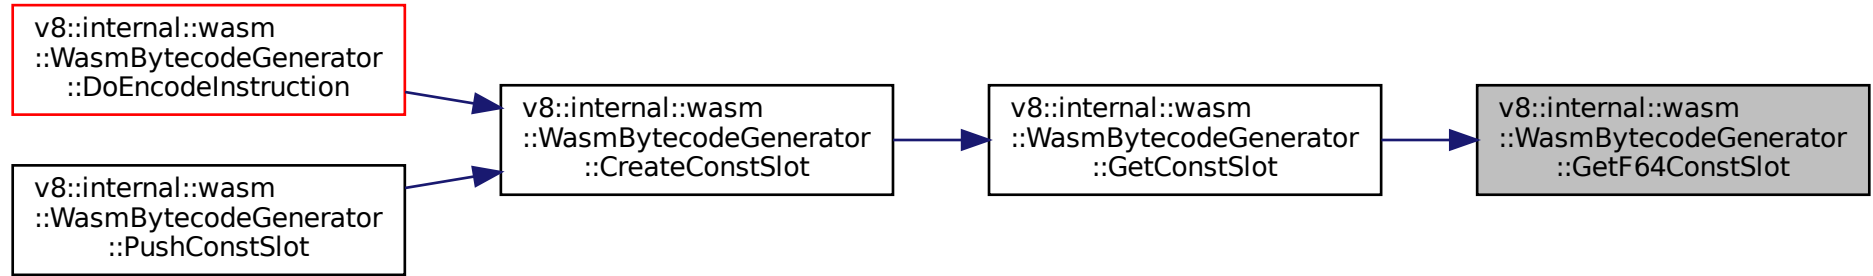 v8::internal::wasm
::WasmBytecodeGenerator
::DoEncodeInstruction
v8::internal::wasm
::WasmBytecodeGenerator
::PushConstSlot
v8::internal::wasm
::WasmBytecodeGenerator
::CreateConstSlot
v8::internal::wasm
::WasmBytecodeGenerator
::GetConstSlot
v8::internal::wasm
::WasmBytecodeGenerator
::GetF64ConstSlot